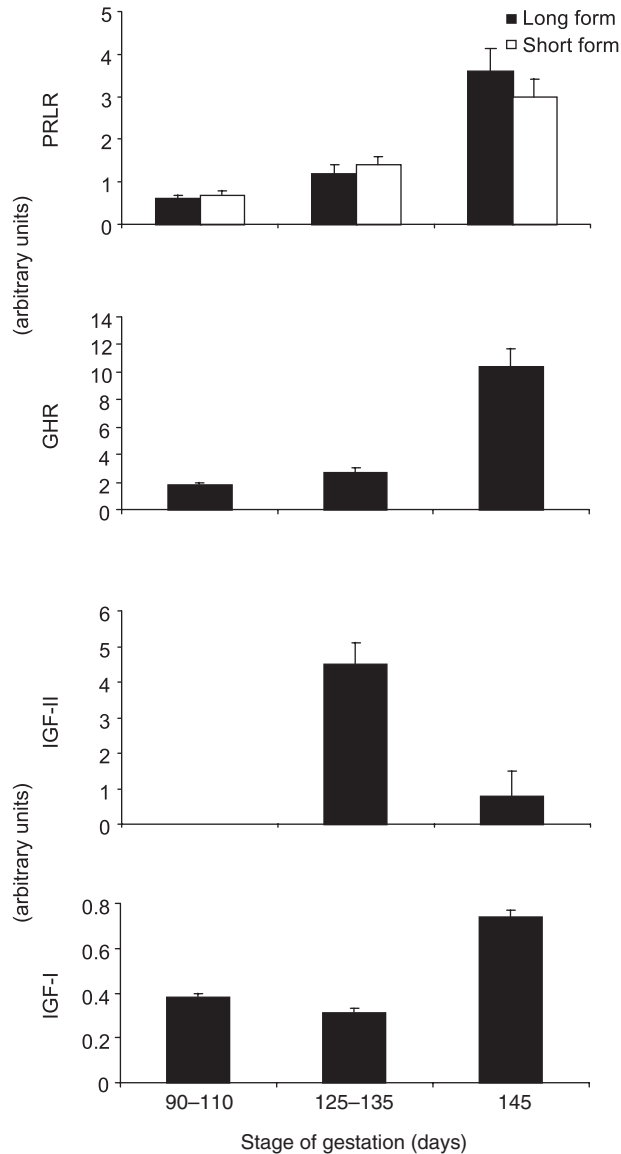 Long form
Short form
PRLR
5
4
3
2
1
0
(arbitrary units)
GHR
14
12
10
8
6
4
2
0
IGF-II
6
5
4
3
2
1
0
(arbitrary units)
IGF-I
0.8
0.6
0.4
0.2
0
90–110 125–135 145
Stage of gestation (days)